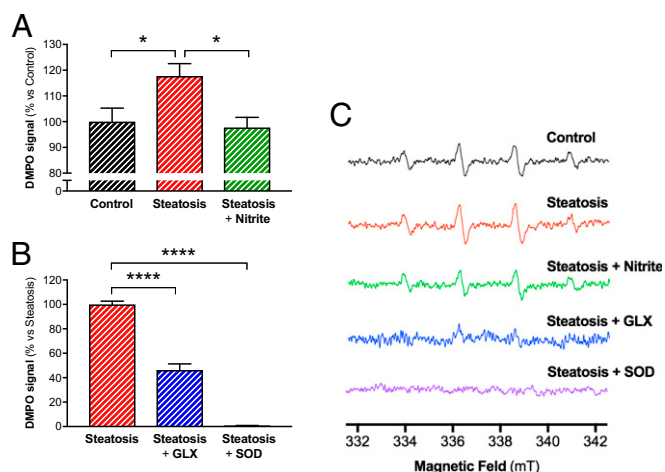 A
DMPO signal (% vs Control)
130
120
110
100
90
80
0
*
*
Control
Steatosis
Steatosis
+ Nitrite
B
DMPO signal (% vs Steatosis)
120
100
80
60
40
20
0
****
****
Steatosis
Steatosis
+ GLX
Steatosis
+ SOD
C
Control
Steatosis
Steatosis + Nitrite
Steatosis + GLX
Steatosis + SOD
332 334 336 338 340 342
Magnetic Feld (mT)